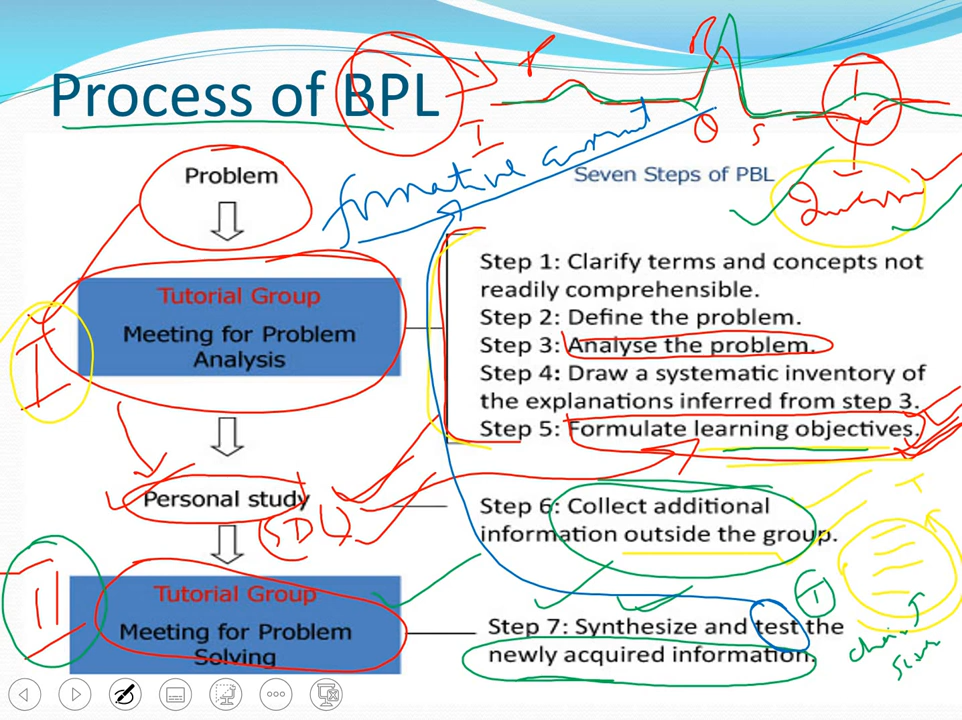 Process of BPL
P
R
Q
S
T
I
formative
Problem
Tutorial Group
Meeting for Problem
Analysis
I
Personal study
SDL
Tutorial Group
Meeting for Problem
Solving
II
Seven Steps of PBL
Step 1: Clarify terms and concepts not
readily comprehensible.
Step 2: Define the problem.
Step 3: Analyse the problem.
Step 4: Draw a systematic inventory of
the explanations inferred from step 3.
Step 5: Formulate learning objectives.
Step 6: Collect additional
information outside the group.
Step 7: Synthesize and test the
newly acquired information.